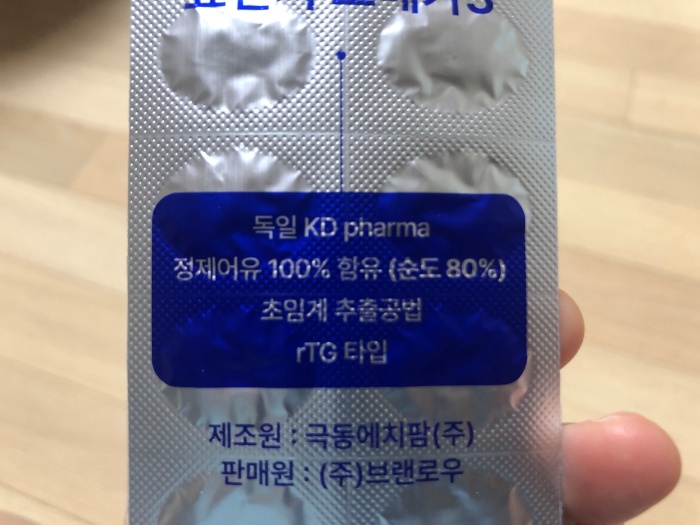 독일 KD pharma
정제어유 100% 함유 (순도 80%)
초임계 추출공법
rTG 타입
제조원 : 극동에치팜(주)
판매원 : (주)브랜로우